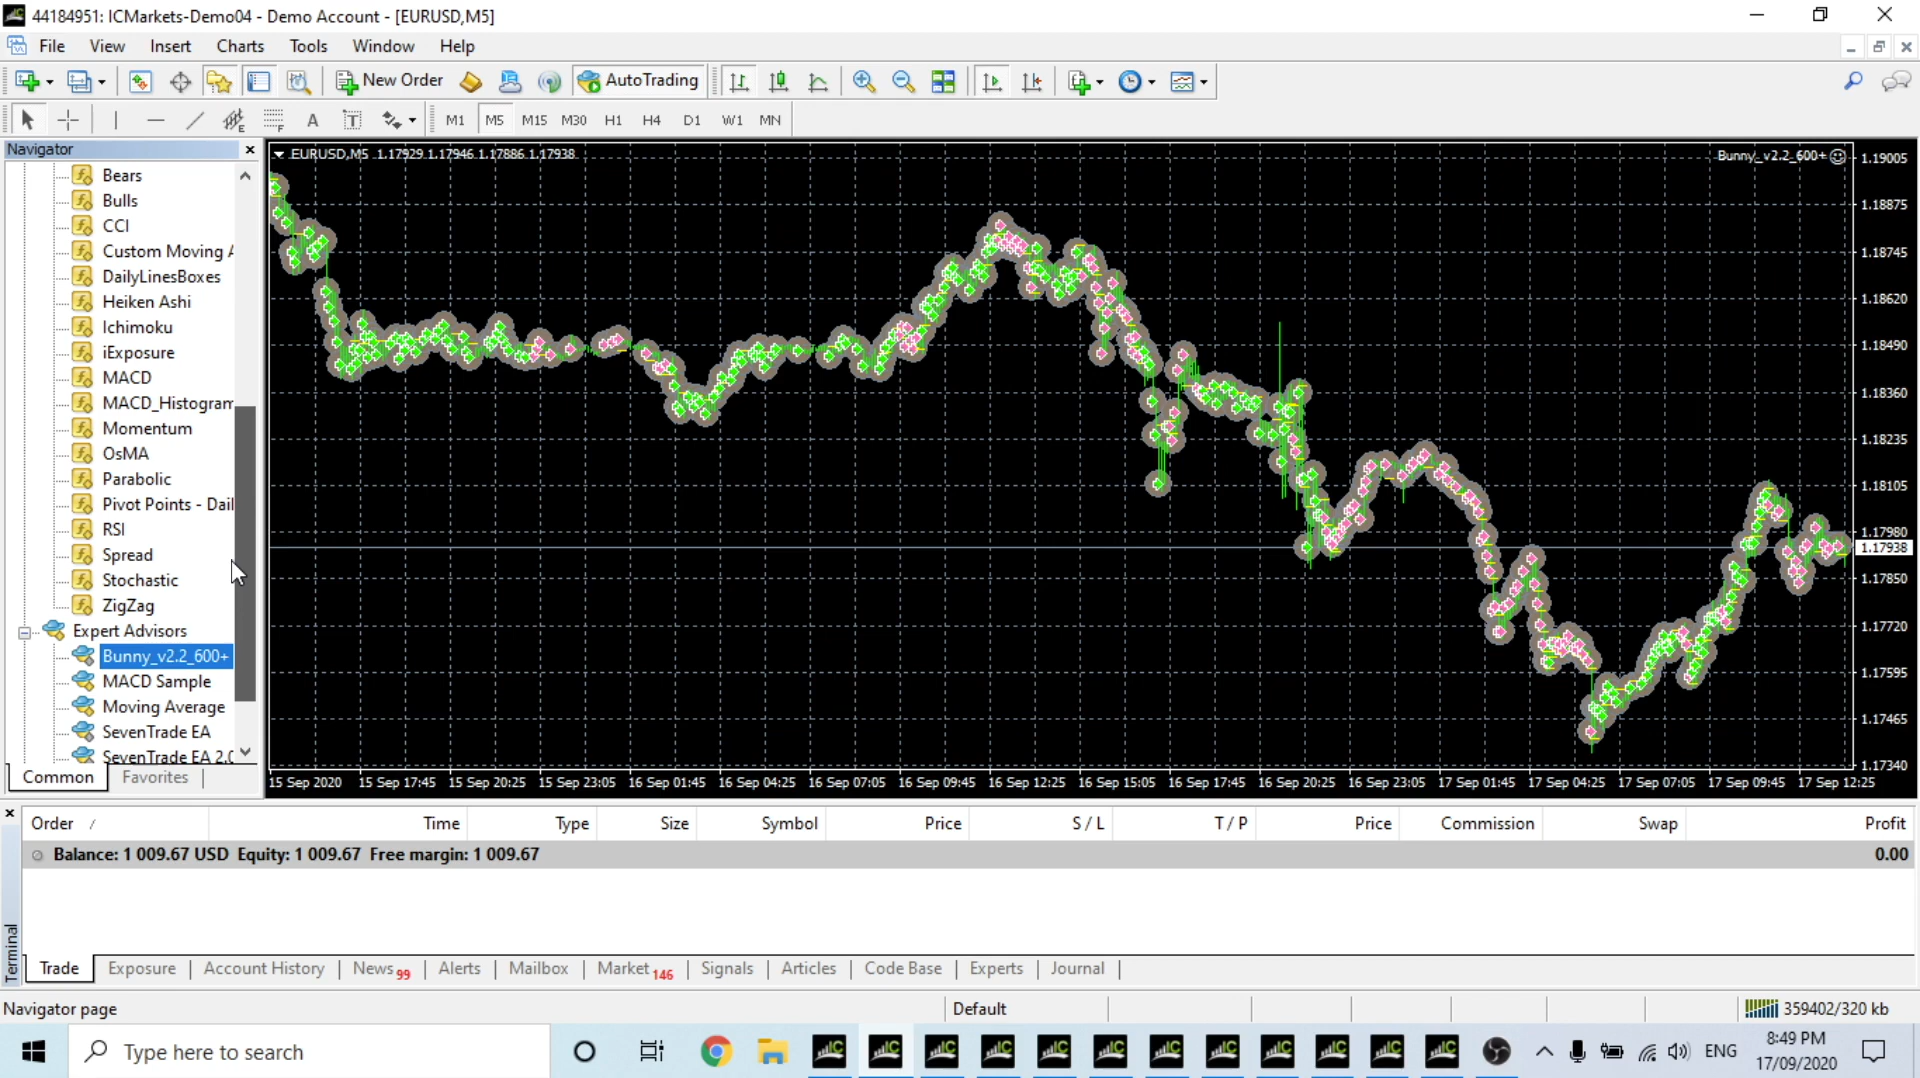 44184951: ICMarkets-Demo04 - Demo Account - [EURUSD,M5]
File View Insert Charts Tools Window Help
New Order AutoTrading
A T M1 M5 M15 M30 H1 H4 D1 W1 MN
Navigator
Bears
Bulls
CCI
Custom Moving A
DailyLinesBoxes
Heiken Ashi
Ichimoku
iExposure
MACD
MACD_Histogram
Momentum
OsMA
Parabolic
Pivot Points - Dail
RSI
Spread
Stochastic
ZigZag
Expert Advisors
Bunny_v2.2_600+
MACD Sample
Moving Average
SevenTrade EA
SevenTrade EA 2.0
Common Favorites
EURUSD,M5 1.17929 1.17946 1.17886 1.17938
Bunny_v2.2_600+
1.19005
1.18875
1.18745
1.18620
1.18490
1.18360
1.18235
1.18105
1.17980
1.17938
1.17850
1.17720
1.17595
1.17465
1.17340
15 Sep 2020 15 Sep 17:45 15 Sep 20:25 15 Sep 23:05 16 Sep 01:45 16 Sep 04:25 16 Sep 07:05 16 Sep 09:45 16 Sep 12:25 16 Sep 15:05 16 Sep 17:45 16 Sep 20:25 16 Sep 23:05 17 Sep 01:45 17 Sep 04:25 17 Sep 07:05 17 Sep 09:45 17 Sep 12:25
Order / Time Type Size Symbol Price S / L T / P Price Commission Swap Profit
Balance: 1 009.67 USD Equity: 1 009.67 Free margin: 1 009.67 0.00
Terminal
Trade Exposure Account History News 99 Alerts Mailbox Market 146 Signals Articles Code Base Experts Journal
Navigator page Default 359402/320 kb
Type here to search
ENG
8:49 PM
17/09/2020